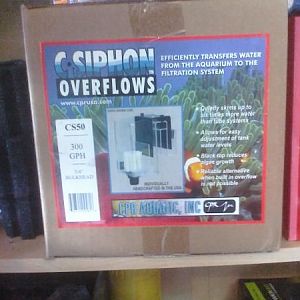 C-SIPHON
OVERFLOWS
www.cprusa.com
EFFICIENTLY TRANSFERS WATER
FROM THE AQUARIUM TO THE
FILTRATION SYSTEM
CS50
300
GPH
BULKHEAD
Quietly skims up to
six times more water
than tube systems
Allows for easy
adjustment of tank
water levels
Black top reduces
algae growth
Reliable alternative
when built in overflow
is not possible
INDIVIDUALLY
HANDCRAFTED IN THE USA
CPR AQUATIC, INC